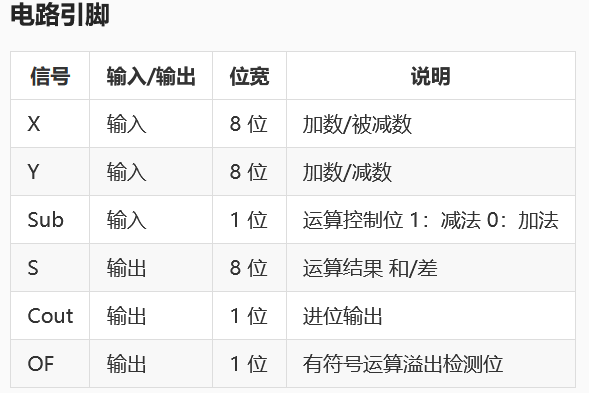 电路引脚
信号 输入/输出 位宽 说明
X 输入 8 位 加数/被减数
Y 输入 8 位 加数/减数
Sub 输入 1 位 运算控制位 1：减法 0：加法
S 输出 8 位 运算结果 和/差
Cout 输出 1 位 进位输出
OF 输出 1 位 有符号运算溢出检测位